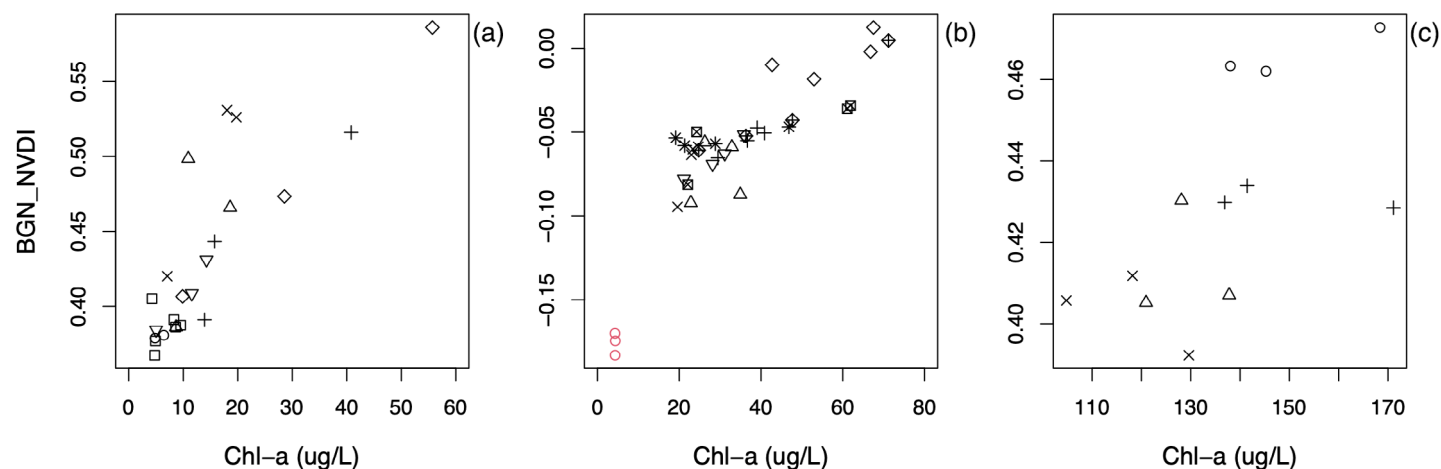 (a)
BGN_NVDI
0.55
0.50
0.45
0.40
0 10 20 30 40 50 60
Chl−a (ug/L)
(b)
0.00
−0.05
−0.10
−0.15
0 20 40 60 80
Chl−a (ug/L)
(c)
0.46
0.44
0.42
0.40
110 130 150 170
Chl−a (ug/L)